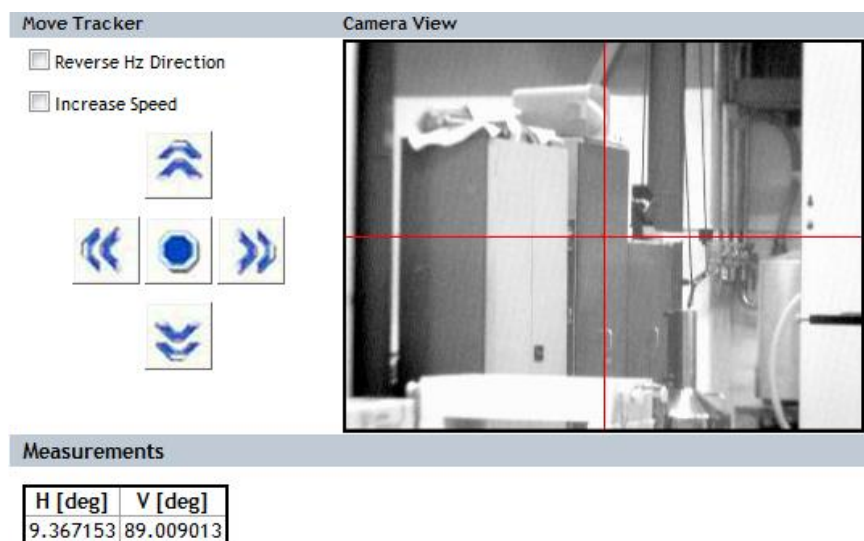 Move Tracker
Camera View
Reverse Hz Direction
Increase Speed
Measurements
H [deg] V [deg]
9.367153 89.009013